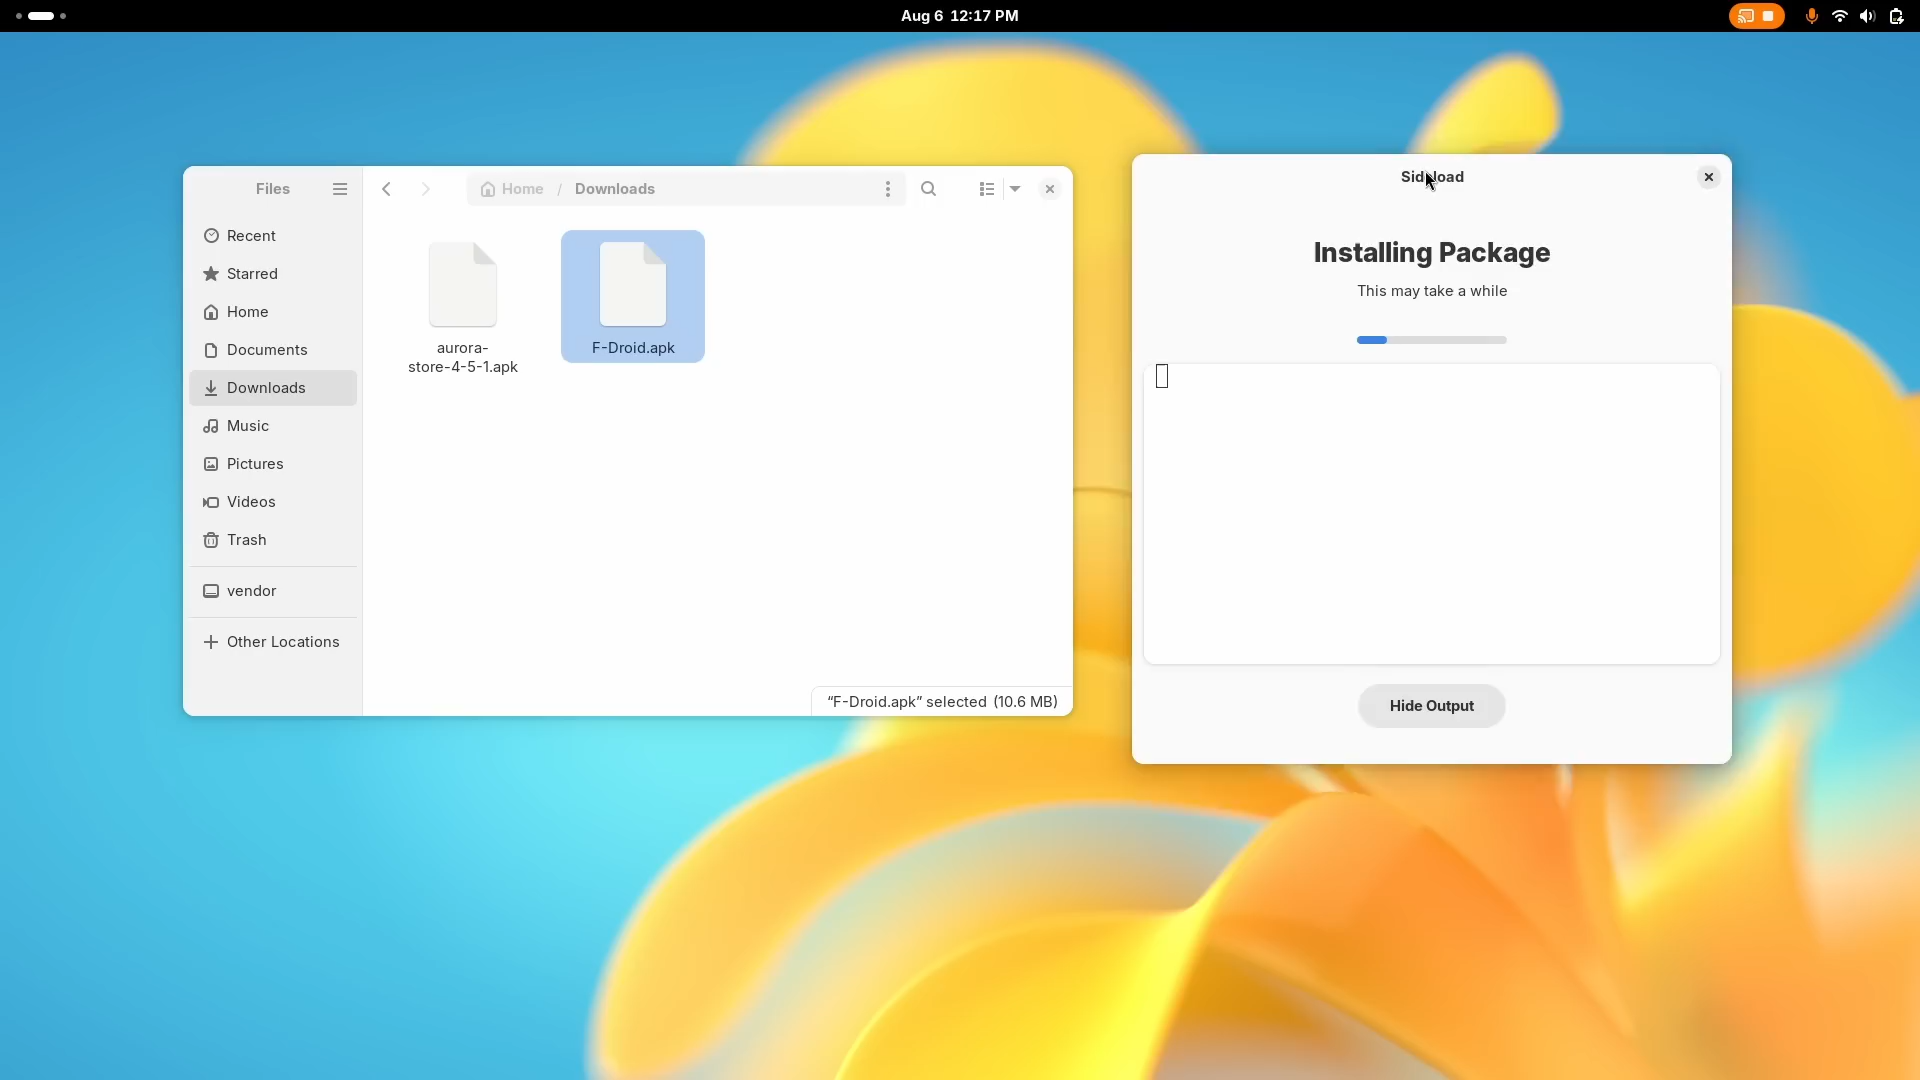 Aug 6 12:17 PM
Files
Home / Downloads
Recent
Starred
Home
Documents
Downloads
Music
Pictures
Videos
Trash
vendor
Other Locations
aurora-
store-4-5-1.apk
F-Droid.apk
“F-Droid.apk” selected (10.6 MB)
Sideload
Installing Package
This may take a while
Hide Output